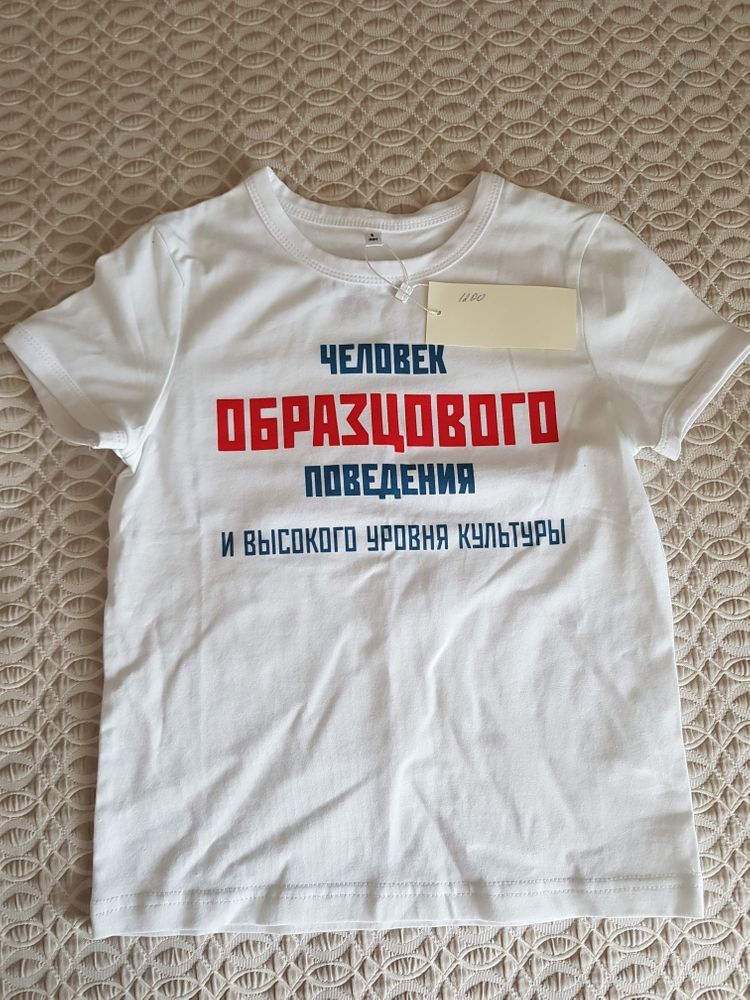 1200
ЧЕЛОВЕК
ОБРАЗЦОВОГО
ПОВЕДЕНИЯ
И ВЫСОКОГО УРОВНЯ КУЛЬТУРЫ